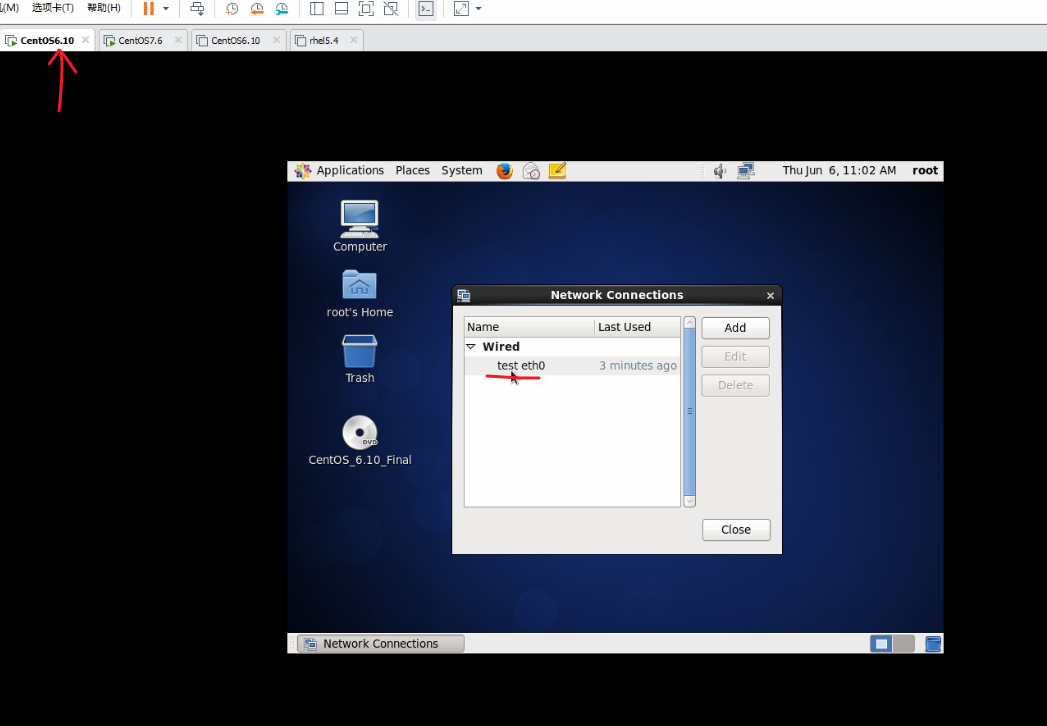 (M) 选项卡(T) 帮助(H)
CentOS6.10 CentOS7.6 CentOS6.10 rhel5.4
Applications Places System Thu Jun 6, 11:02 AM root
Computer
root's Home
Trash
DVD
CentOS_6.10_Final
Network Connections
Name Last Used
Wired
test eth0 3 minutes ago
Add
Edit
Delete
Close
Network Connections